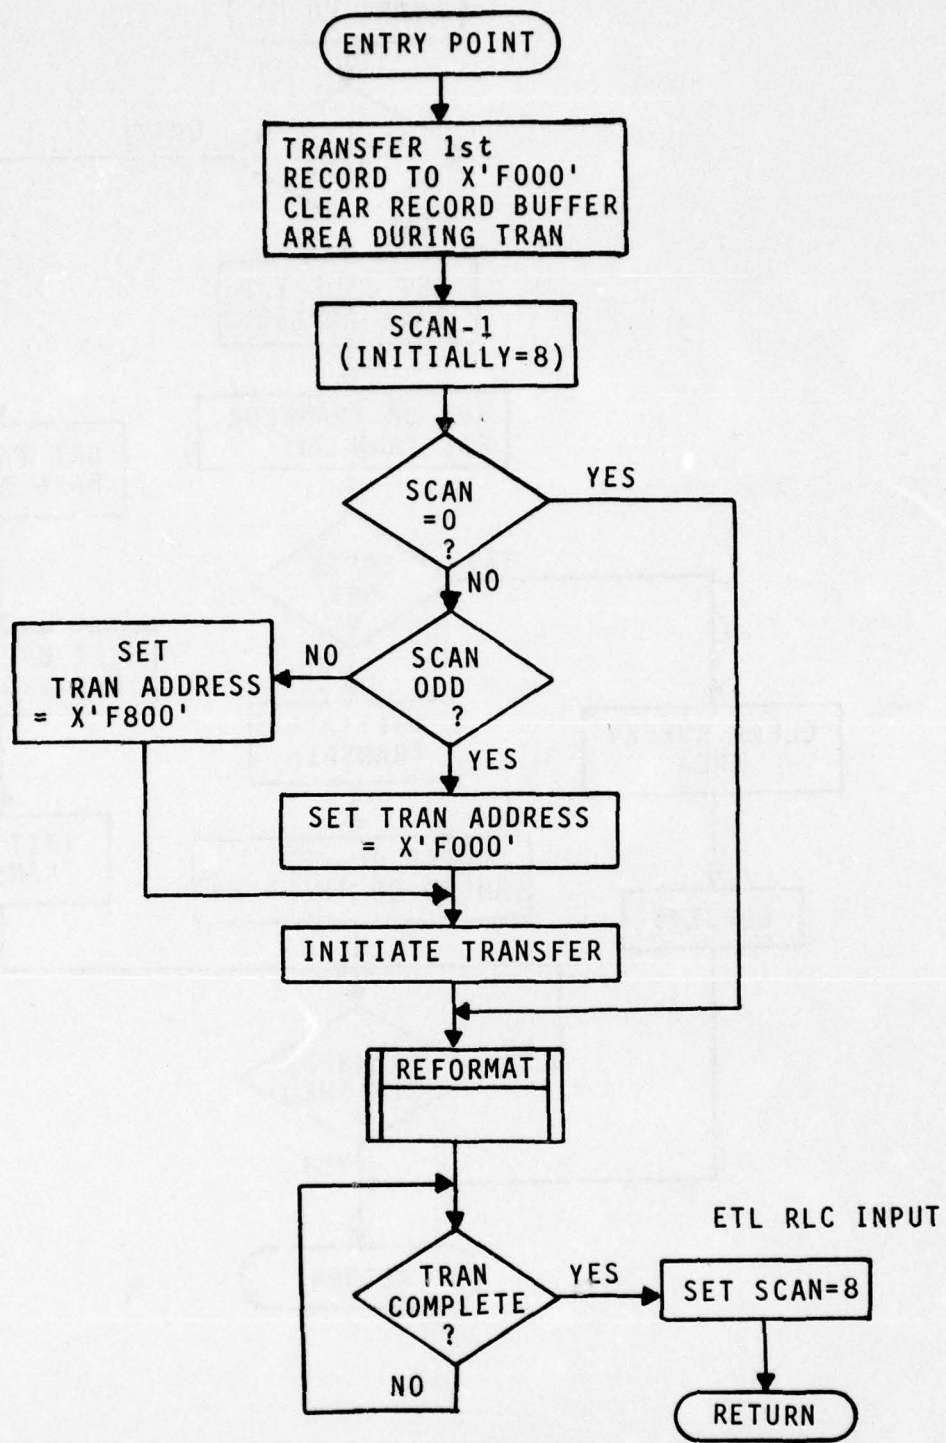 ENTRY POINT
TRANSFER 1st
RECORD TO X'F000'
CLEAR RECORD BUFFER
AREA DURING TRAN
SCAN-1
(INITIALLY=8)
SCAN
=0
?
YES
NO
SCAN
ODD
?
NO
SET
TRAN ADDRESS
= X'F800'
YES
SET TRAN ADDRESS
= X'F000'
INITIATE TRANSFER
REFORMAT
ETL RLC INPUT
TRAN
COMPLETE
?
YES
SET SCAN=8
NO
RETURN